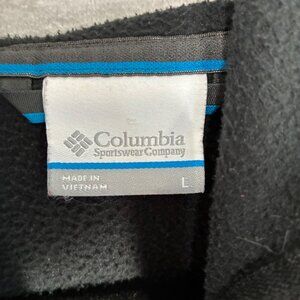 Columbia
Sportswear Company
MADE IN
VIETNAM
L